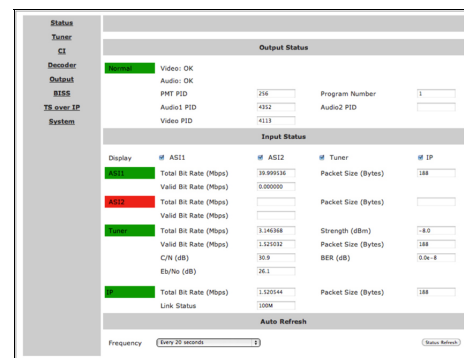 Status
Tuner
CI
Decoder
Output
BISS
TS over IP
System
Output Status
Normal Video: OK
Audio: OK
PMT PID 256 Program Number 1
Audio1 PID 4352 Audio2 PID
Video PID 4113
Input Status
Display ASI1 ASI2 Tuner IP
ASI1 Total Bit Rate (Mbps) 39.999536 Packet Size (Bytes) 188
Valid Bit Rate (Mbps) 0.000000
ASI2 Total Bit Rate (Mbps) Packet Size (Bytes)
Valid Bit Rate (Mbps)
Tuner Total Bit Rate (Mbps) 3.146368 Strength (dBm) -8.0
Valid Bit Rate (Mbps) 1.525032 Packet Size (Bytes) 188
C/N (dB) 30.9 BER (dB) 0.0e-8
Eb/No (dB) 26.1
IP Total Bit Rate (Mbps) 1.520544 Packet Size (Bytes) 188
Link Status 100M
Auto Refresh
Frequency Every 20 seconds Status Refresh